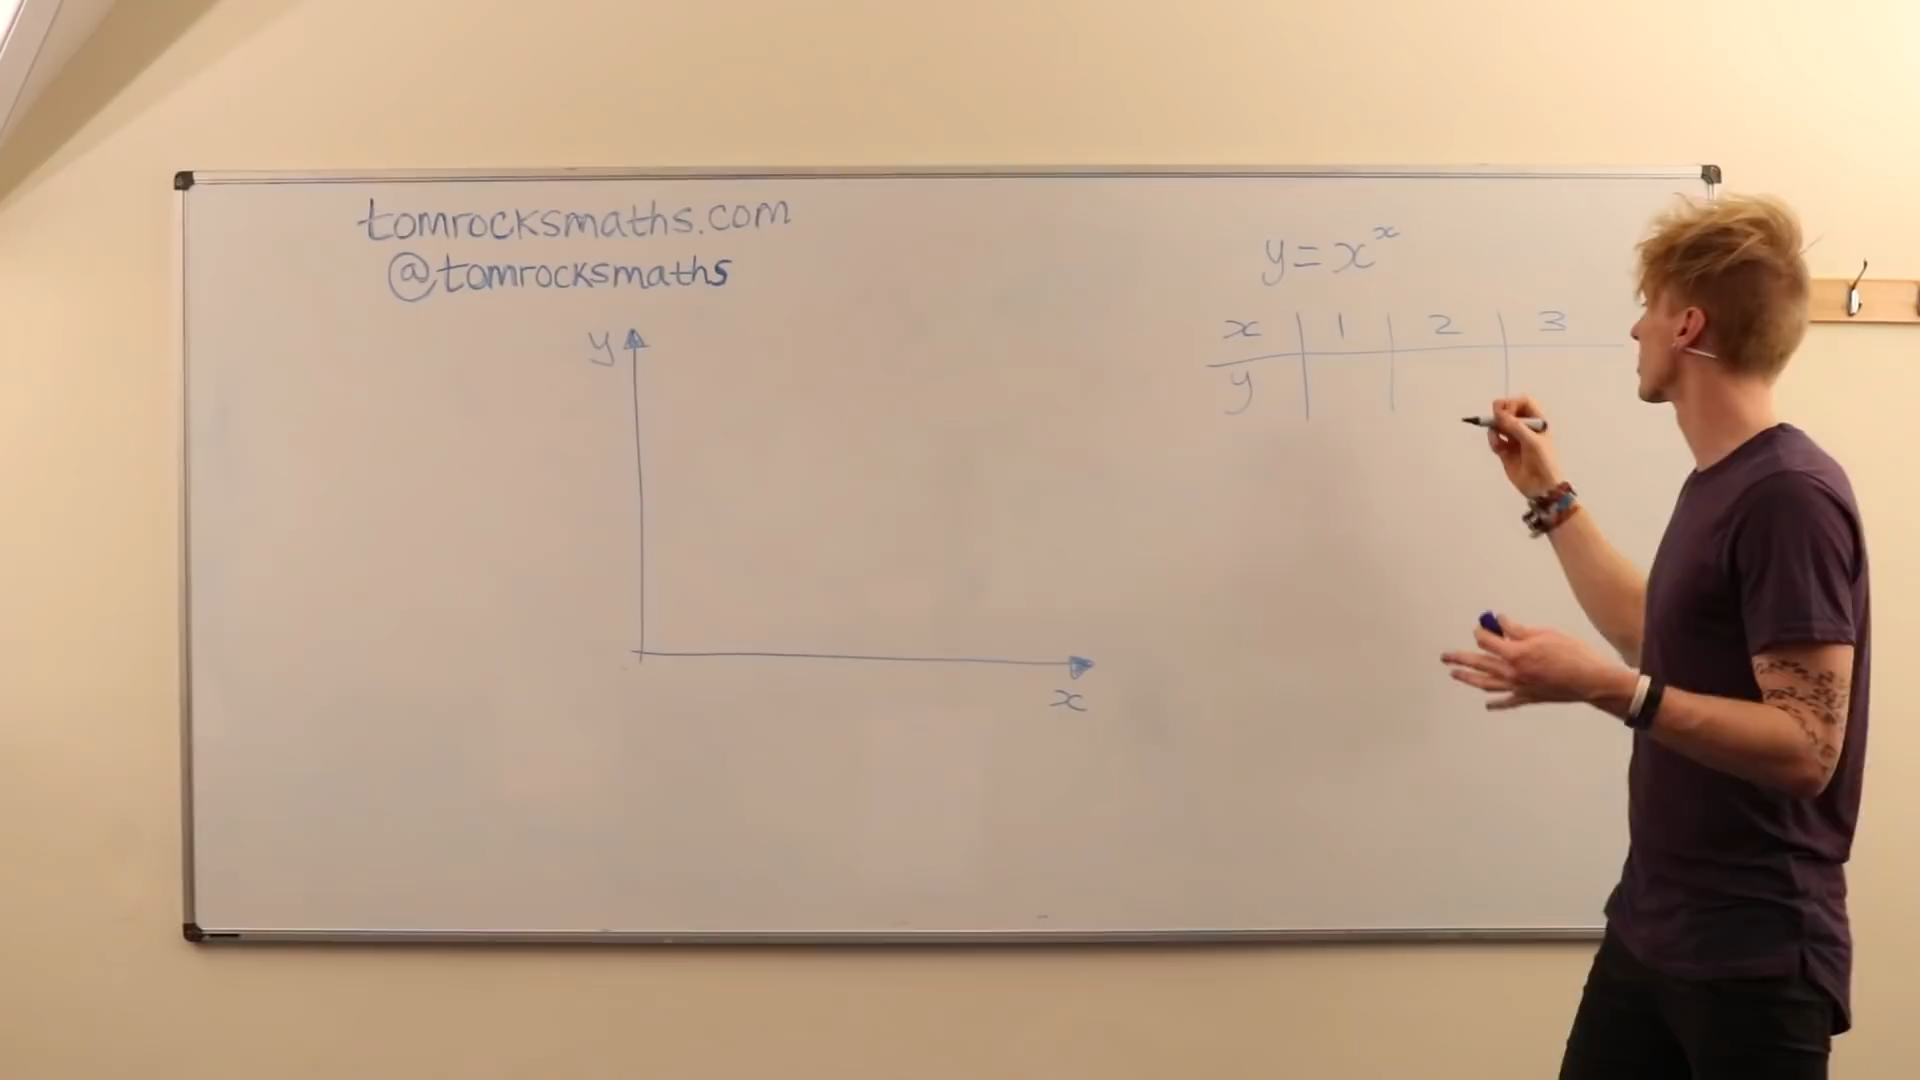 tomrocksmaths.com
@tomrocksmaths
y = x^x
x 1 2 3
y
y
x